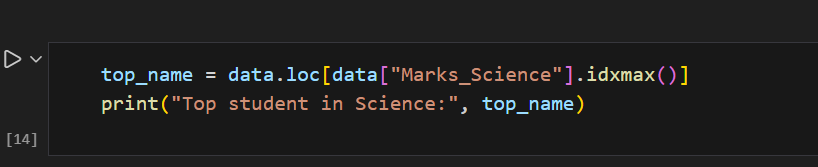 top_name = data.loc[data["Marks_Science"].idxmax()]
print("Top student in Science:", top_name)
[14]